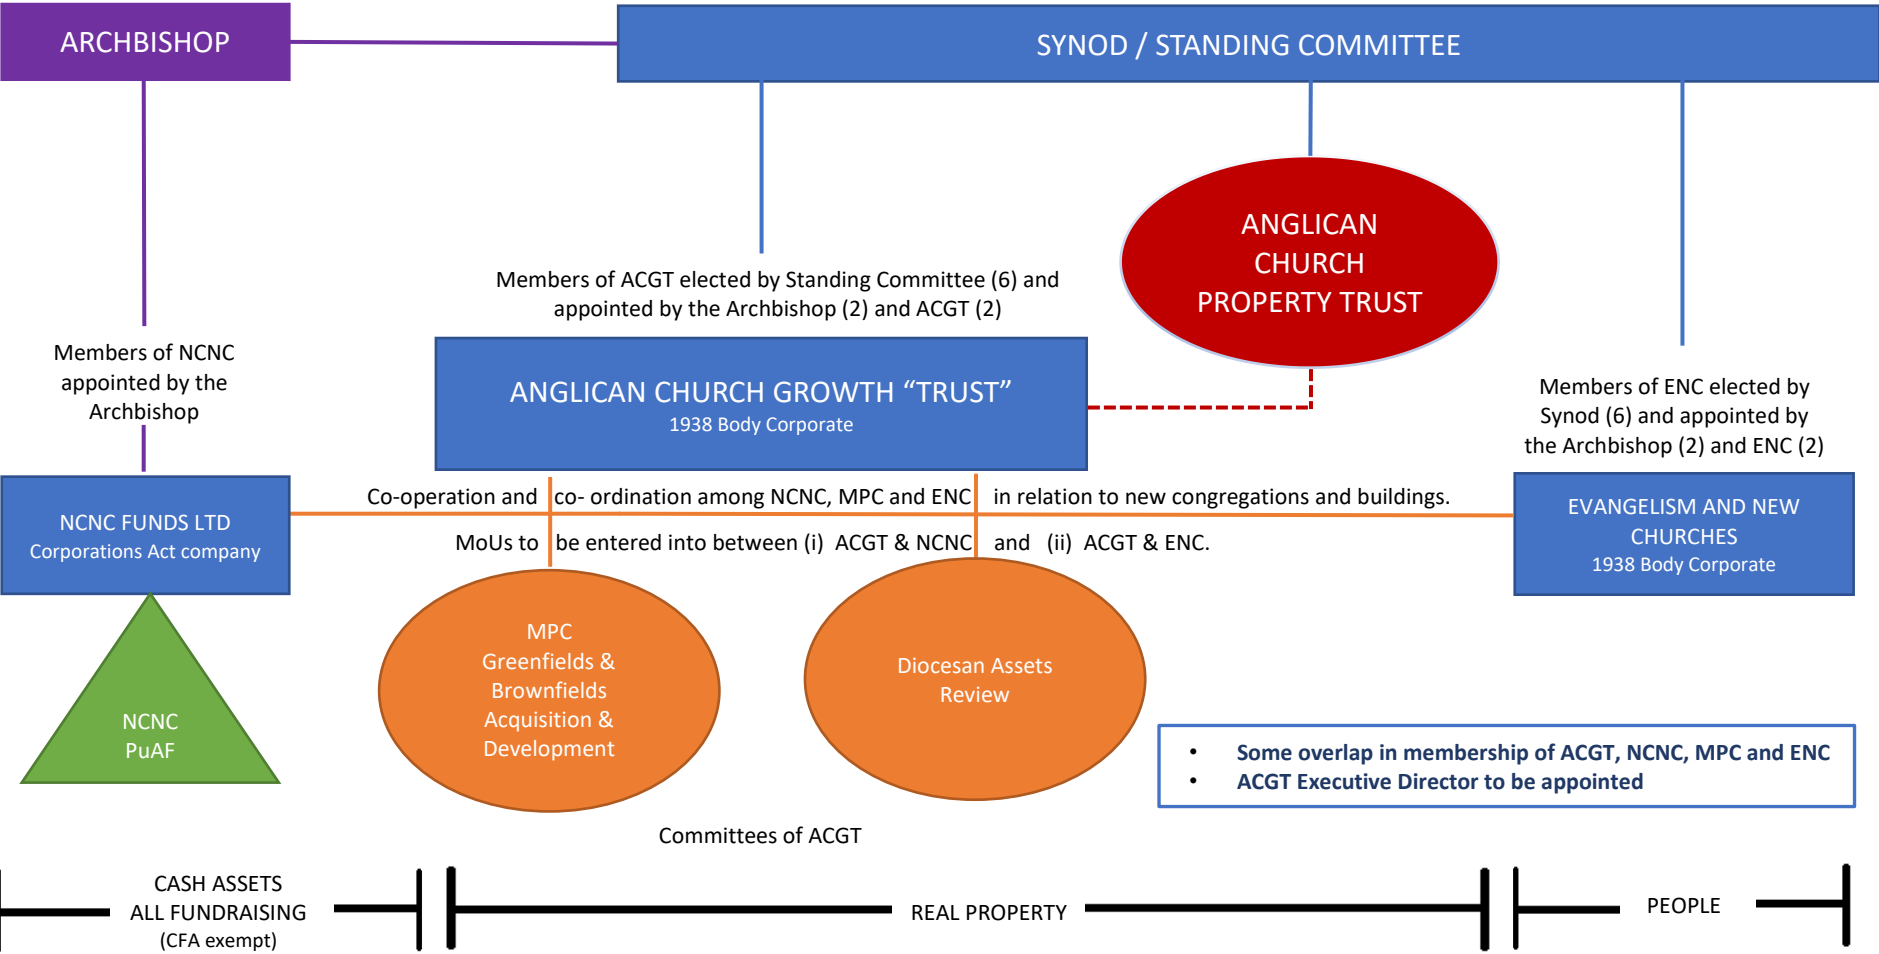 ARCHBISHOP
SYNOD / STANDING COMMITTEE
ANGLICAN
CHURCH
PROPERTY TRUST
Members of ACGT elected by Standing Committee (6) and
appointed by the Archbishop (2) and ACGT (2)
Members of NCNC
appointed by the
Archbishop
ANGLICAN CHURCH GROWTH “TRUST”
1938 Body Corporate
Members of ENC elected by
Synod (6) and appointed by
the Archbishop (2) and ENC (2)
NCNC FUNDS LTD
Corporations Act company
Co-operation and co- ordination among NCNC, MPC and ENC in relation to new congregations and buildings.
MoUs to be entered into between (i) ACGT & NCNC and (ii) ACGT & ENC.
EVANGELISM AND NEW
CHURCHES
1938 Body Corporate
NCNC
PuAF
MPC
Greenfields &
Brownfields
Acquisition &
Development
Diocesan Assets
Review
• Some overlap in membership of ACGT, NCNC, MPC and ENC
• ACGT Executive Director to be appointed
Committees of ACGT
CASH ASSETS
ALL FUNDRAISING
(CFA exempt)
REAL PROPERTY
PEOPLE